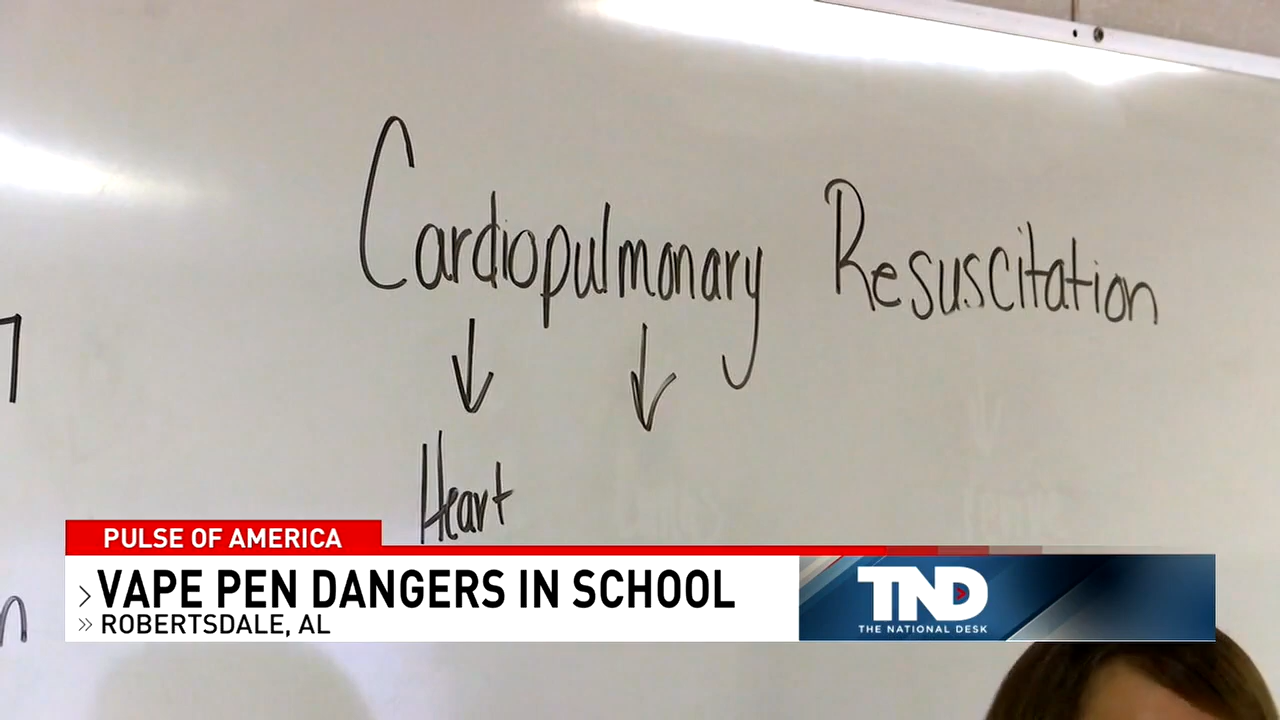 Cardiopulmonary Resuscitation
Heart
PULSE OF AMERICA
VAPE PEN DANGERS IN SCHOOL
ROBERTSDALE, AL
TND
THE NATIONAL DESK